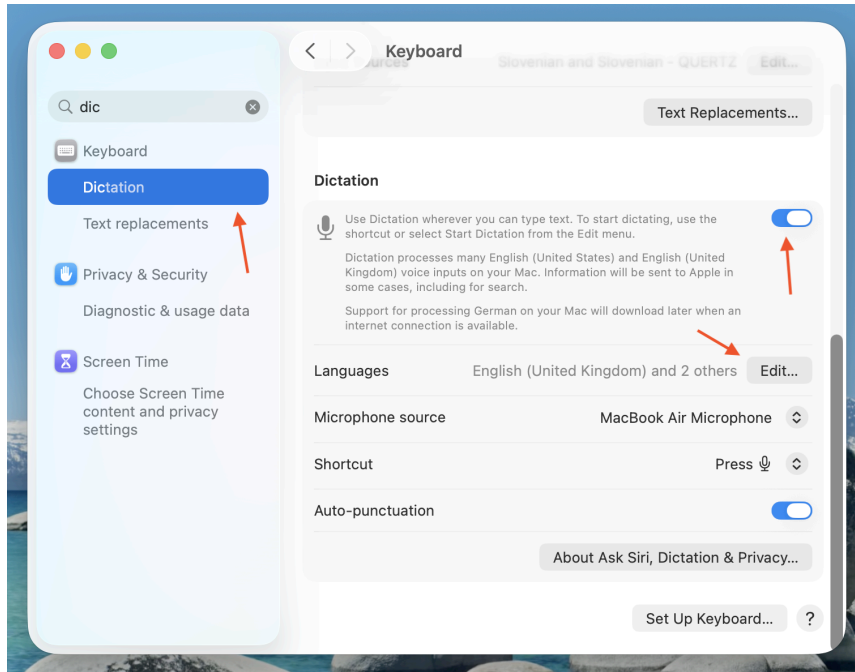 Keyboard
dic
Keyboard
Dictation
Text replacements
Privacy & Security
Diagnostic & usage data
Screen Time
Choose Screen Time
content and privacy
settings
Slovenian and Slovenian - QUERTZ Edit...
Text Replacements...
Dictation
Use Dictation wherever you can type text. To start dictating, use the
shortcut or select Start Dictation from the Edit menu.
Dictation processes many English (United States) and English (United
Kingdom) voice inputs on your Mac. Information will be sent to Apple in
some cases, including for search.
Support for processing German on your Mac will download later when an
internet connection is available.
Languages English (United Kingdom) and 2 others Edit...
Microphone source MacBook Air Microphone
Shortcut Press
Auto-punctuation
About Ask Siri, Dictation & Privacy...
Set Up Keyboard... ?